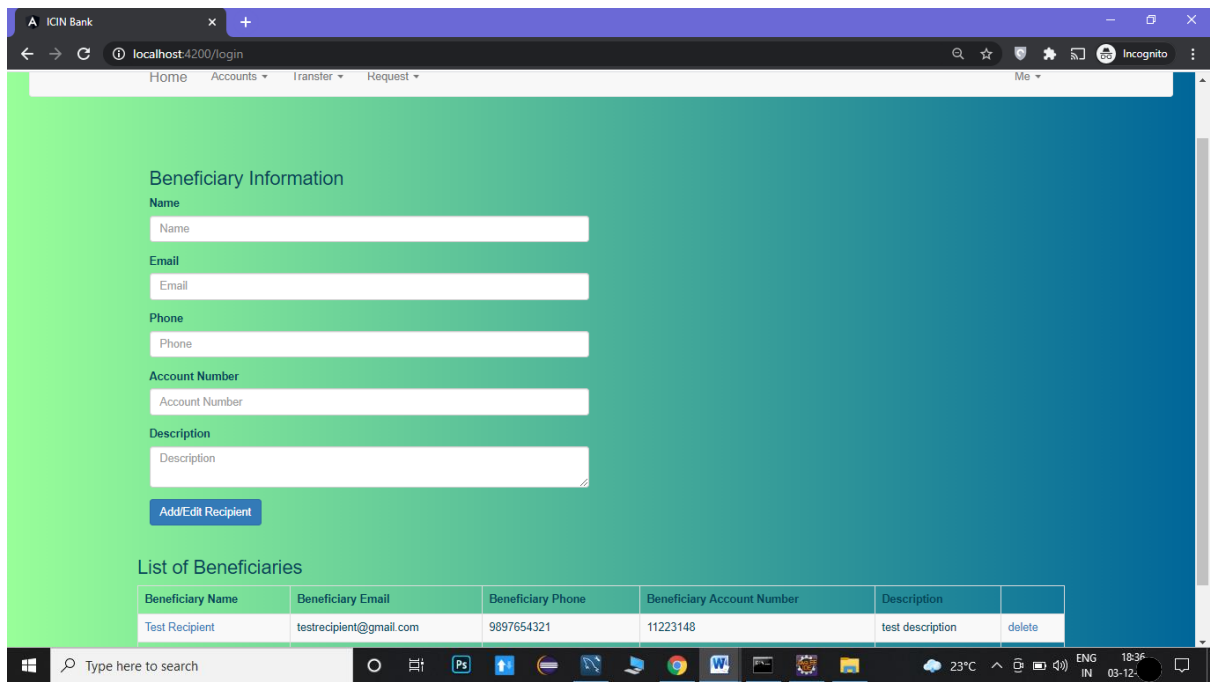 ICIN Bank
localhost:4200/login
Incognito
Home Accounts Transfer Request Me
Beneficiary Information
Name
Name
Email
Email
Phone
Phone
Account Number
Account Number
Description
Description
Add/Edit Recipient
List of Beneficiaries
Beneficiary Name Beneficiary Email Beneficiary Phone Beneficiary Account Number Description
Test Recipient testrecipient@gmail.com 9897654321 11223148 test description delete
Type here to search
Ps
W
23°C
ENG
IN
18:36
03-12-